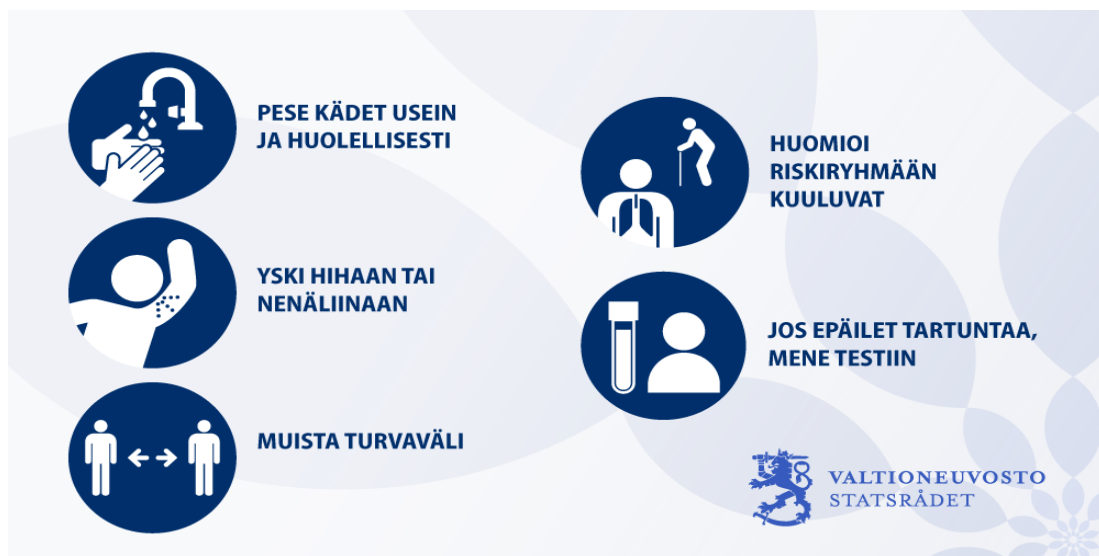 PESE KÄDET USEIN
JA HUOLELLISESTI
YSKI HIHAAN TAI
NENÄLIINAAN
MUISTA TURVAVÄLI
HUOMIOI
RISKIRYHMÄÄN
KUULUVAT
JOS EPÄILET TARTUNTAA,
MENE TESTIIN
VALTIONEUVOSTO
STATSRÅDET